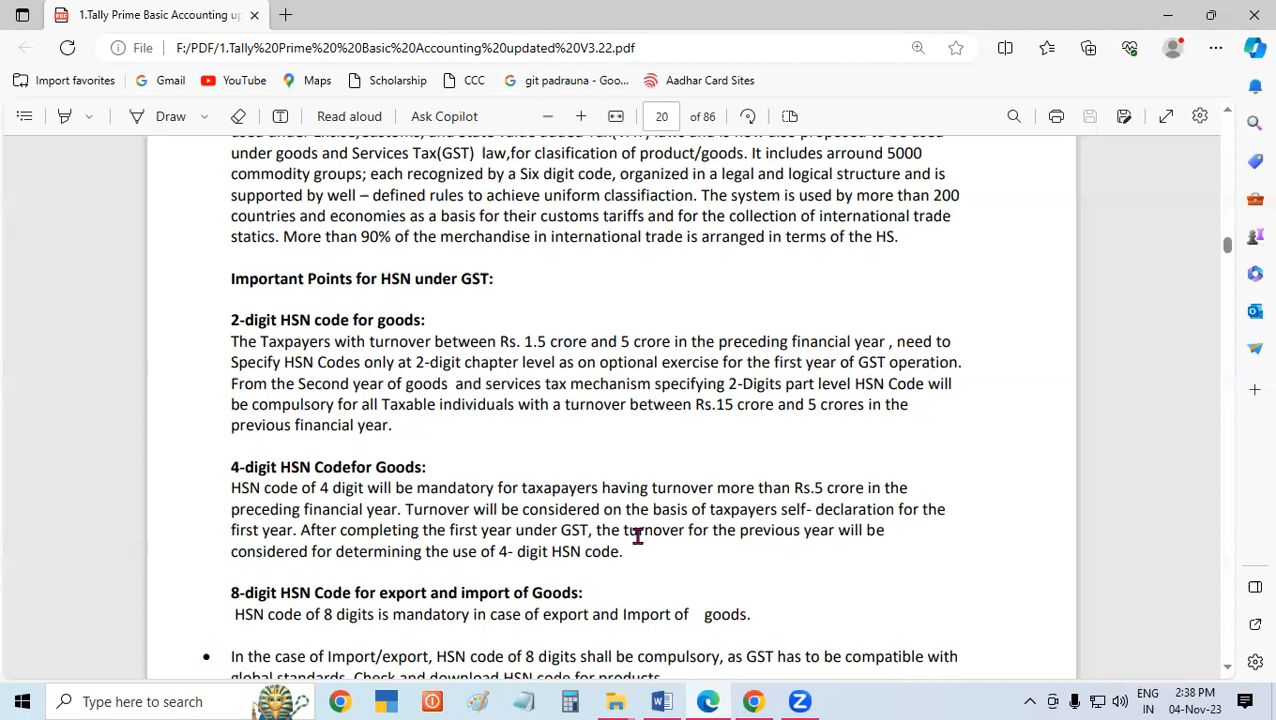 1.Tally Prime Basic Accounting up
File
F:/PDF/1.Tally%20Prime%20%20Basic%20Accounting%20updated%20V3.22.pdf
Import favorites
Gmail
YouTube
Maps
Scholarship
CCC
git padrauna - Goo...
Aadhar Card Sites
Draw
Read aloud
Ask Copilot
20
of 86
under goods and Services Tax(GST) law,for clasification of product/goods. It includes arround 5000
commodity groups; each recognized by a Six digit code, organized in a legal and logical structure and is
supported by well – defined rules to achieve uniform classifiaction. The system is used by more than 200
countries and economies as a basis for their customs tariffs and for the collection of international trade
statics. More than 90% of the merchandise in international trade is arranged in terms of the HS.
Important Points for HSN under GST:
2-digit HSN code for goods:
The Taxpayers with turnover between Rs. 1.5 crore and 5 crore in the preceding financial year , need to
Specify HSN Codes only at 2-digit chapter level as on optional exercise for the first year of GST operation.
From the Second year of goods and services tax mechanism specifying 2-Digits part level HSN Code will
be compulsory for all Taxable individuals with a turnover between Rs.15 crore and 5 crores in the
previous financial year.
4-digit HSN Codefor Goods:
HSN code of 4 digit will be mandatory for taxapayers having turnover more than Rs.5 crore in the
preceding financial year. Turnover will be considered on the basis of taxpayers self- declaration for the
first year. After completing the first year under GST, the turnover for the previous year will be
considered for determining the use of 4- digit HSN code.
8-digit HSN Code for export and import of Goods:
HSN code of 8 digits is mandatory in case of export and Import of goods.
• In the case of Import/export, HSN code of 8 digits shall be compulsory, as GST has to be compatible with
global standards. Check and download HSN code for products
Type here to search
ENG
IN
2:38 PM
04-Nov-23